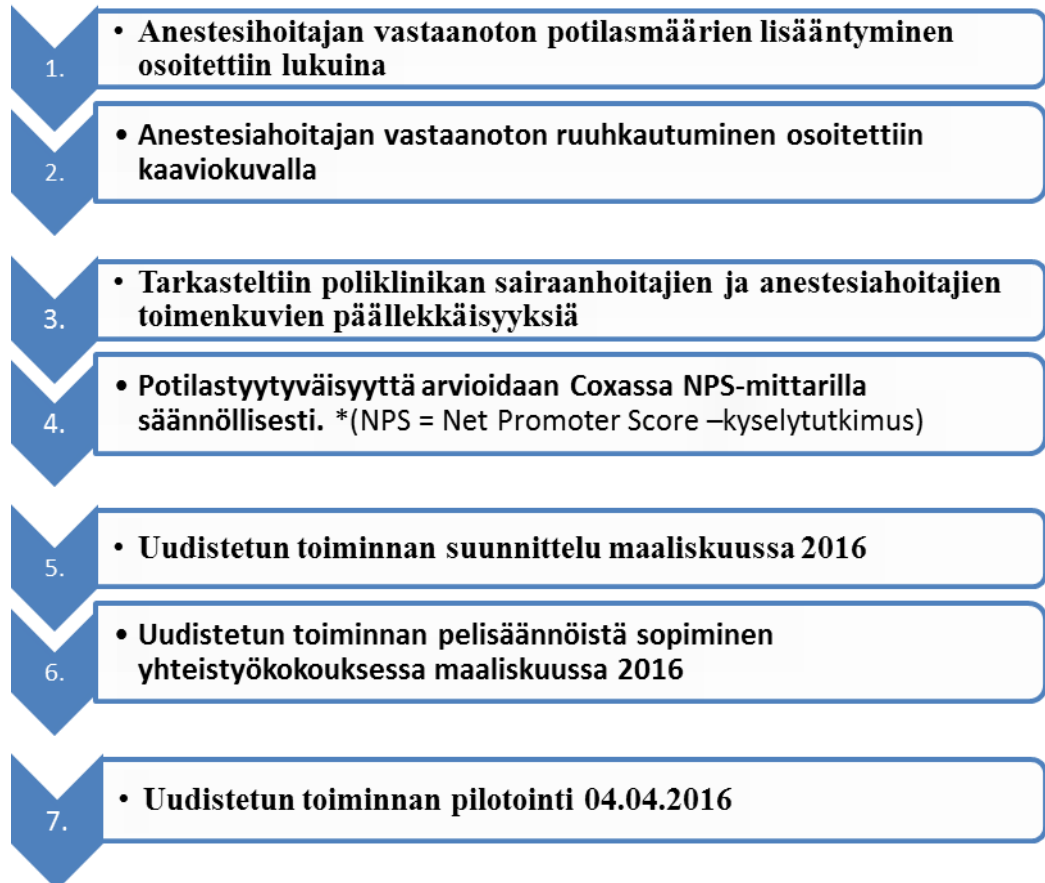 1.
• Anestesihoitajan vastaanoton potilasmäärien lisääntyminen
osoitettiin lukuina
2.
• Anestesiahoitajan vastaanoton ruuhkautuminen osoitettiin
kaaviokuvalla
3.
• Tarkasteltiin poliklinikan sairaanhoitajien ja anestesiahoitajien
toimenkuvien päällekkäisyyksiä
4.
• Potilastyytyväisyyttä arvioidaan Coxassa NPS-mittarilla
säännöllisesti. *(NPS = Net Promoter Score –kyselytutkimus)
5.
• Uudistetun toiminnan suunnittelu maaliskuussa 2016
6.
• Uudistetun toiminnan pelisäännöistä sopiminen
yhteistyökokouksessa maaliskuussa 2016
7.
• Uudistetun toiminnan pilotointi 04.04.2016